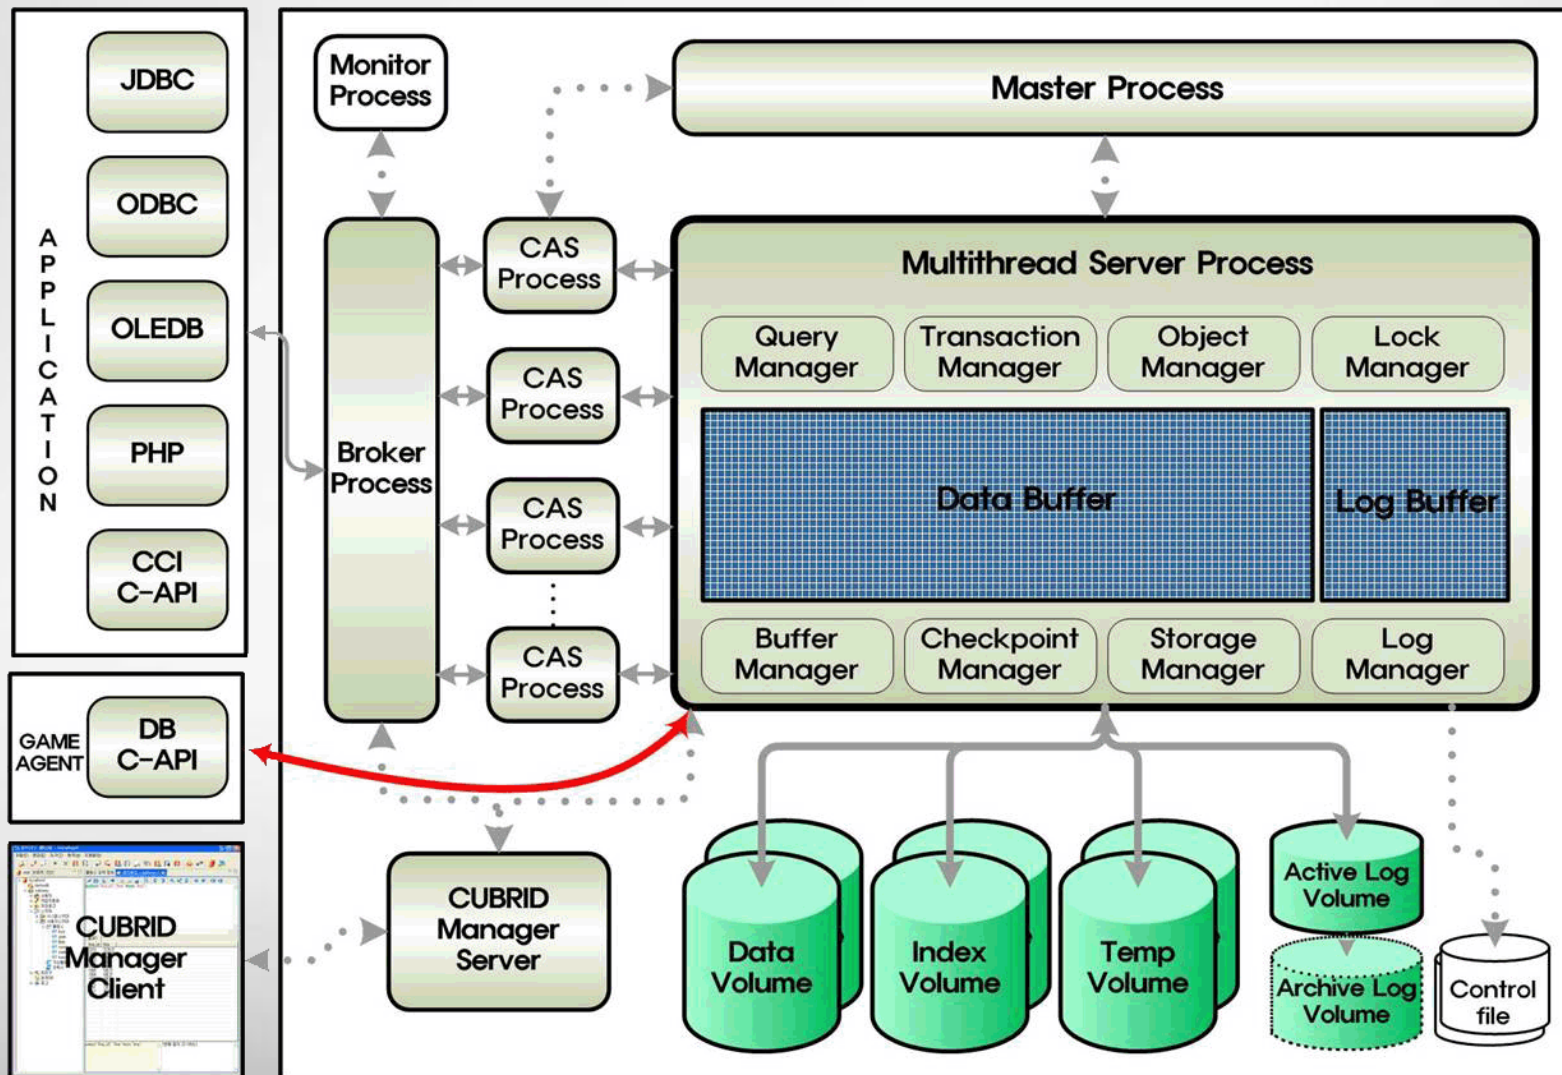 APPLICATION
JDBC
ODBC
OLEDB
PHP
CCI
C-API
GAME
AGENT
DB
C-API
CUBRID
Manager
Client
Monitor
Process
Master Process
Broker
Process
CAS
Process
CAS
Process
CAS
Process
CAS
Process
Multithread Server Process
Query
Manager
Transaction
Manager
Object
Manager
Lock
Manager
Data Buffer
Log Buffer
Buffer
Manager
Checkpoint
Manager
Storage
Manager
Log
Manager
CUBRID
Manager
Server
Data
Volume
Index
Volume
Temp
Volume
Active Log
Volume
Archive Log
Volume
Control
file